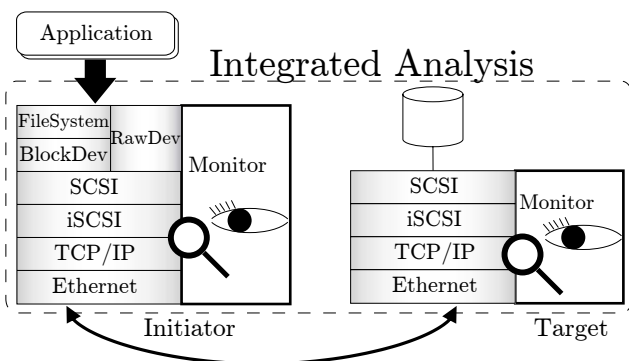 Application
Integrated Analysis
FileSystem
RawDev
BlockDev
Monitor
SCSI
iSCSI
TCP/IP
Ethernet
Initiator
SCSI
Monitor
iSCSI
TCP/IP
Ethernet
Target